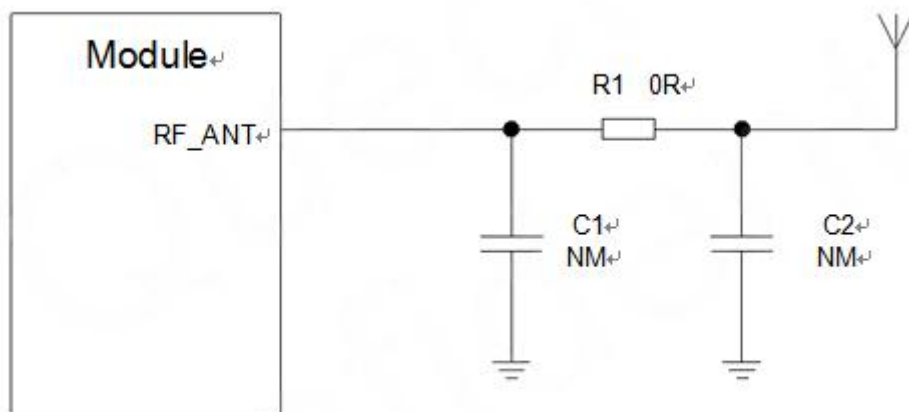 Module↵
R1 0R↵
RF_ANT↵
C1↵
NM↵
C2↵
NM↵